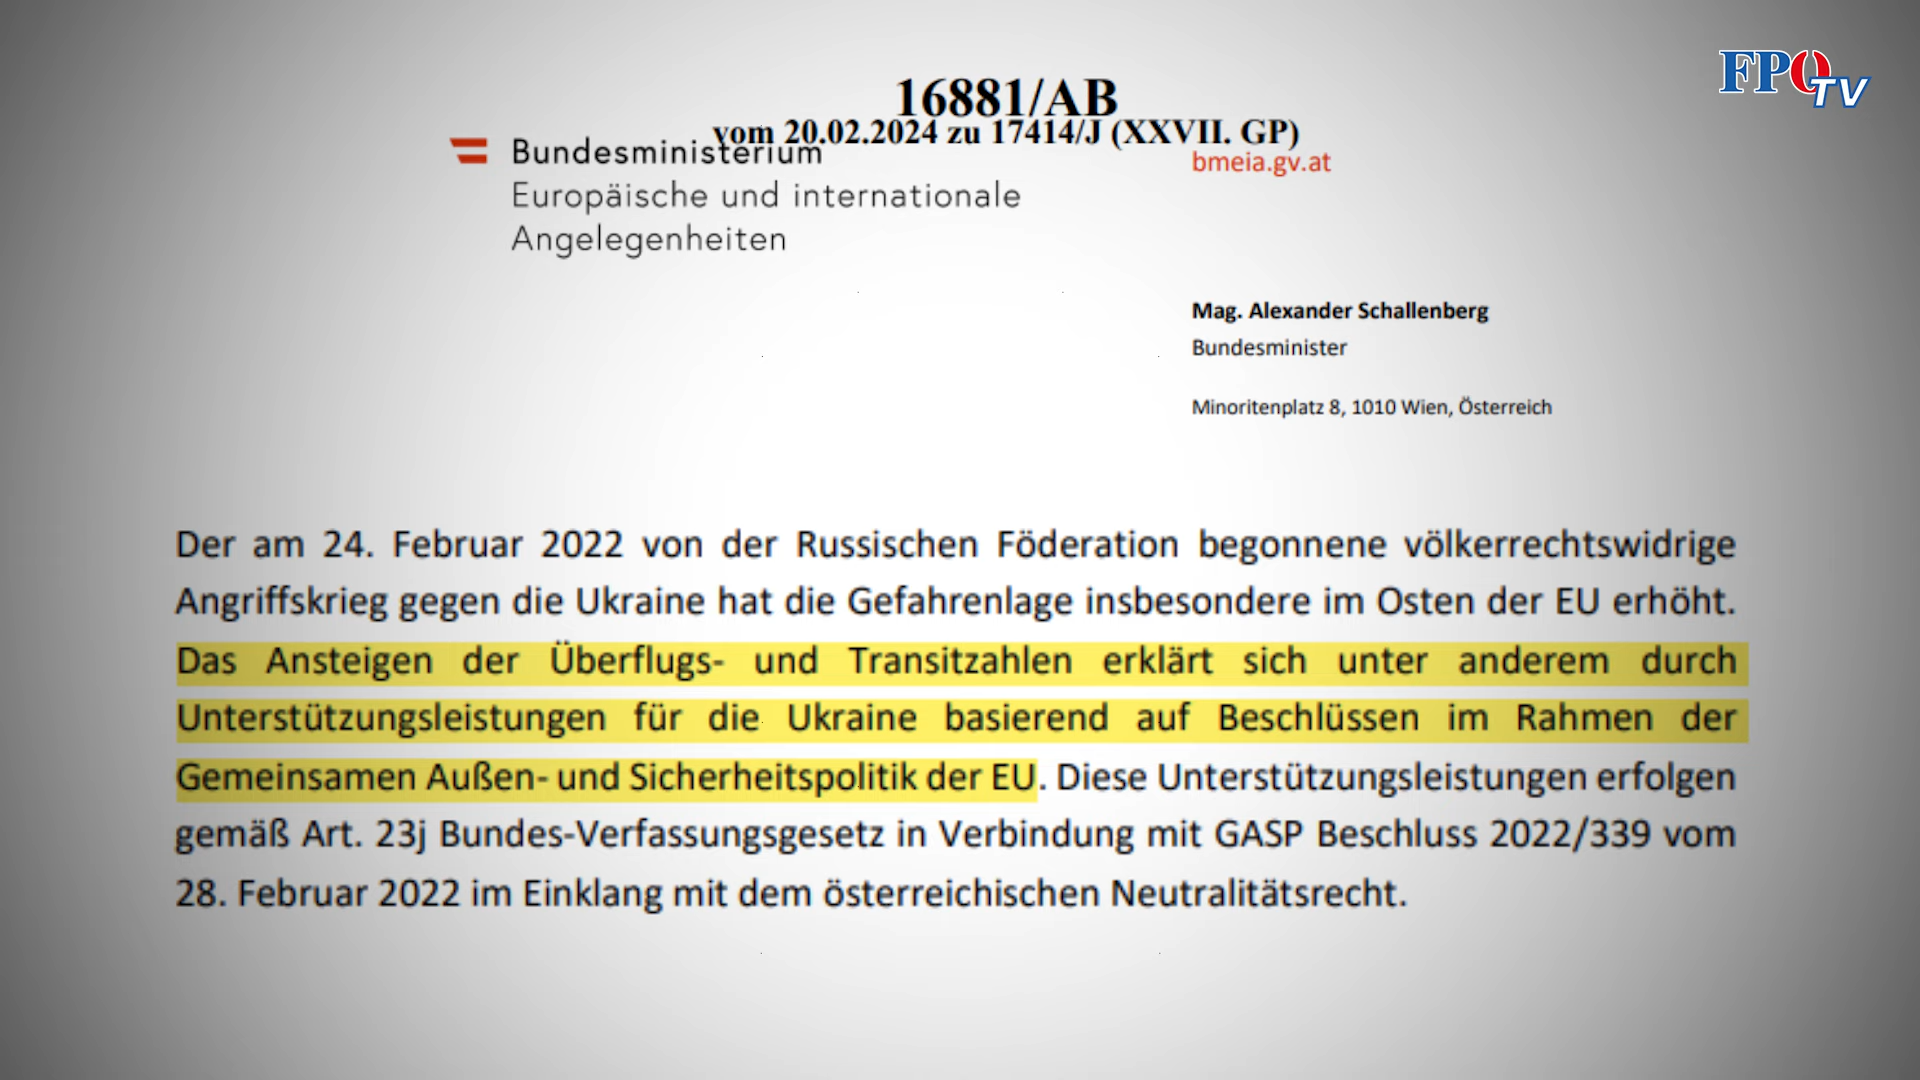 FPÖ TV
16881/AB
vom 20.02.2024 zu 17414/J (XXVII. GP)
Bundesministerium
Europäische und internationale
Angelegenheiten
bmeia.gv.at
Mag. Alexander Schallenberg
Bundesminister
Minoritenplatz 8, 1010 Wien, Österreich
Der am 24. Februar 2022 von der Russischen Föderation begonnene völkerrechtswidrige
Angriffskrieg gegen die Ukraine hat die Gefahrenlage insbesondere im Osten der EU erhöht.
Das Ansteigen der Überflugs- und Transitzahlen erklärt sich unter anderem durch
Unterstützungsleistungen für die Ukraine basierend auf Beschlüssen im Rahmen der
Gemeinsamen Außen- und Sicherheitspolitik der EU. Diese Unterstützungsleistungen erfolgen
gemäß Art. 23j Bundes-Verfassungsgesetz in Verbindung mit GASP Beschluss 2022/339 vom
28. Februar 2022 im Einklang mit dem österreichischen Neutralitätsrecht.